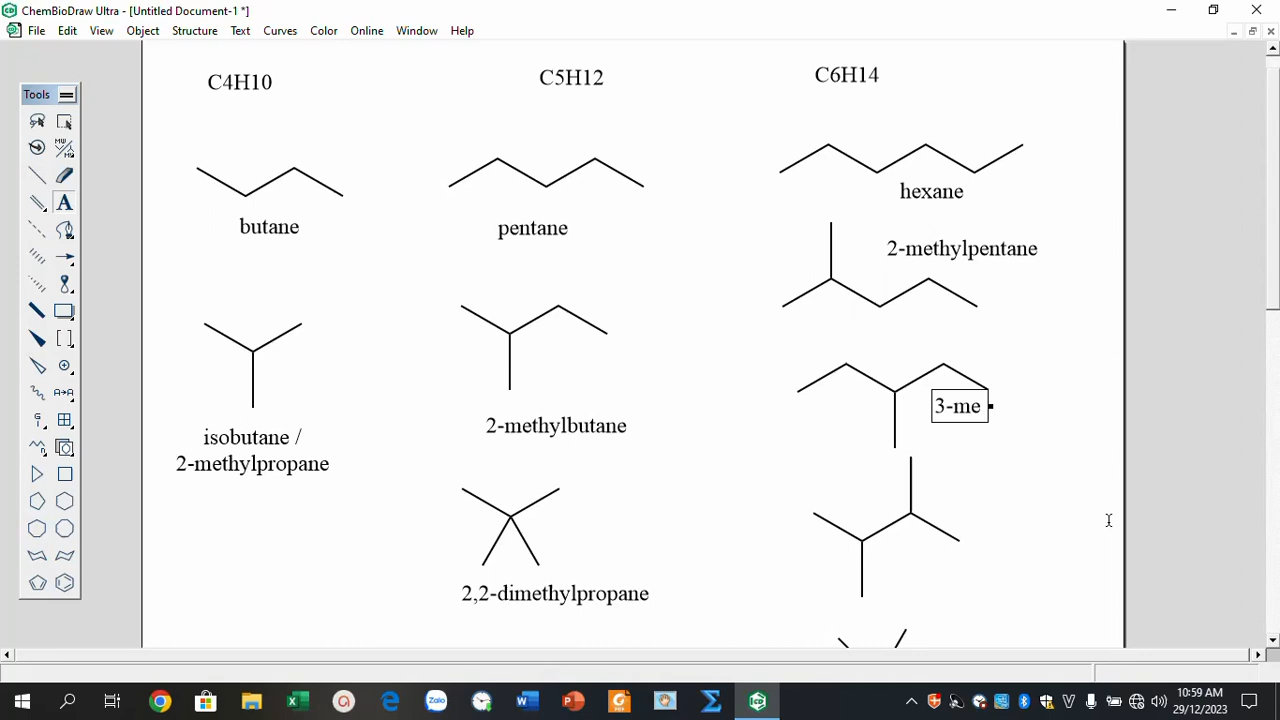 ChemBioDraw Ultra - [Untitled Document-1 *]
File Edit View Object Structure Text Curves Color Online Window Help
Tools
A
C4H10
C5H12
C6H14
butane
pentane
hexane
2-methylpentane
isobutane /
2-methylpropane
2-methylbutane
3-me
2,2-dimethylpropane
10:59 AM
29/12/2023